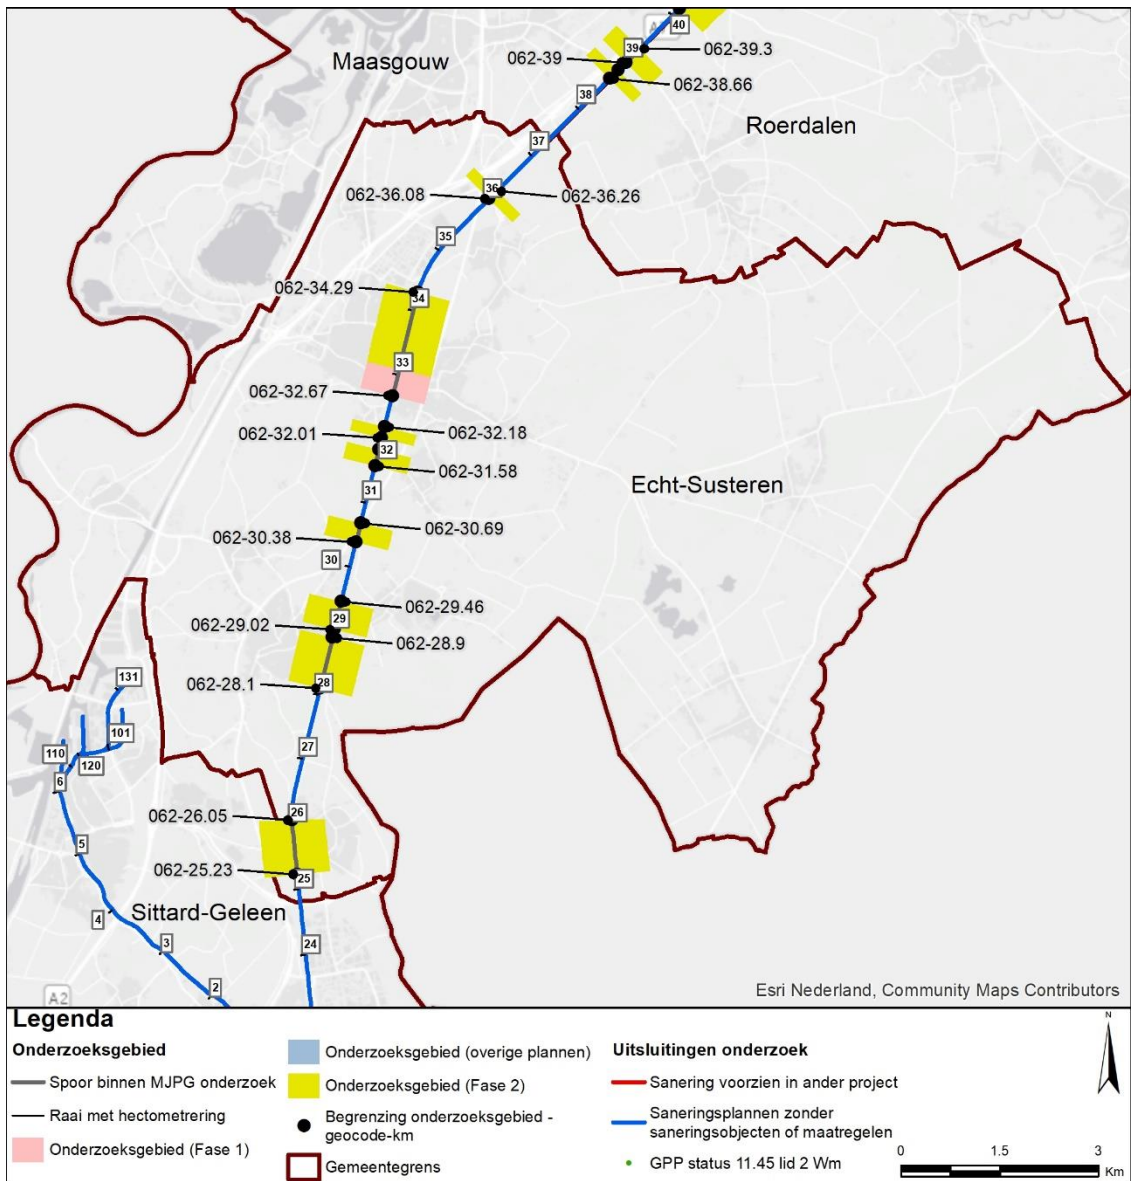 40
39
062-39.3
062-39
Maasgouw
062-38.66
38
Roerdalen
37
36
062-36.08
062-36.26
35
062-34.29
34
33
062-32.67
062-32.18
062-32.01
32
062-31.58
Echt-Susteren
31
062-30.69
062-30.38
30
062-29.46
29
062-29.02
062-28.9
131
28
062-28.1
101
27
110
120
6
26
062-26.05
5
062-25.23
25
Sittard-Geleen
4
3
24
2
A2
Esri Nederland, Community Maps Contributors
Legenda
Onderzoeksgebied
Spoor binnen MJPG onderzoek
Raai met hectometrering
Onderzoeksgebied (Fase 1)
Onderzoeksgebied (overige plannen)
Onderzoeksgebied (Fase 2)
Begrenzing onderzoeksgebied -
geocode-km
Gemeentegrens
Uitsluitingen onderzoek
Sanering voorzien in ander project
Saneringsplannen zonder
saneringsobjecten of maatregelen
GPP status 11.45 lid 2 Wm
N
0 1.5 3
Km